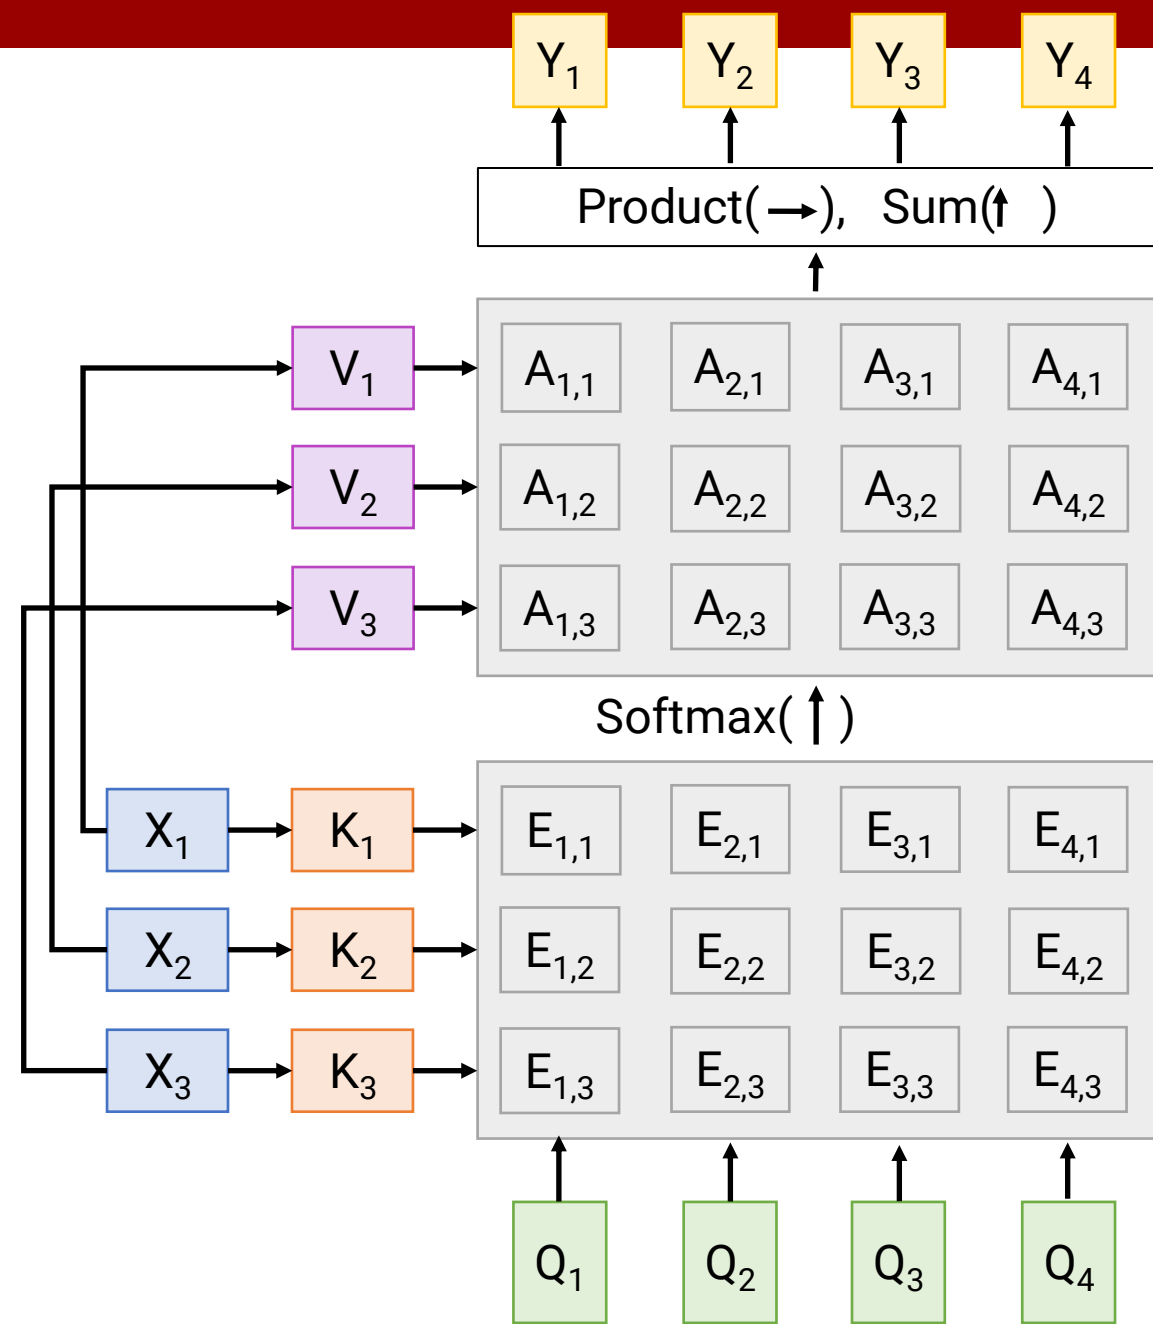 Y1 Y2 Y3 Y4
Product(→), Sum(↑)
V1 A1,1 A2,1 A3,1 A4,1
V2 A1,2 A2,2 A3,2 A4,2
V3 A1,3 A2,3 A3,3 A4,3
Softmax(↑)
X1 K1 E1,1 E2,1 E3,1 E4,1
X2 K2 E1,2 E2,2 E3,2 E4,2
X3 K3 E1,3 E2,3 E3,3 E4,3
Q1 Q2 Q3 Q4